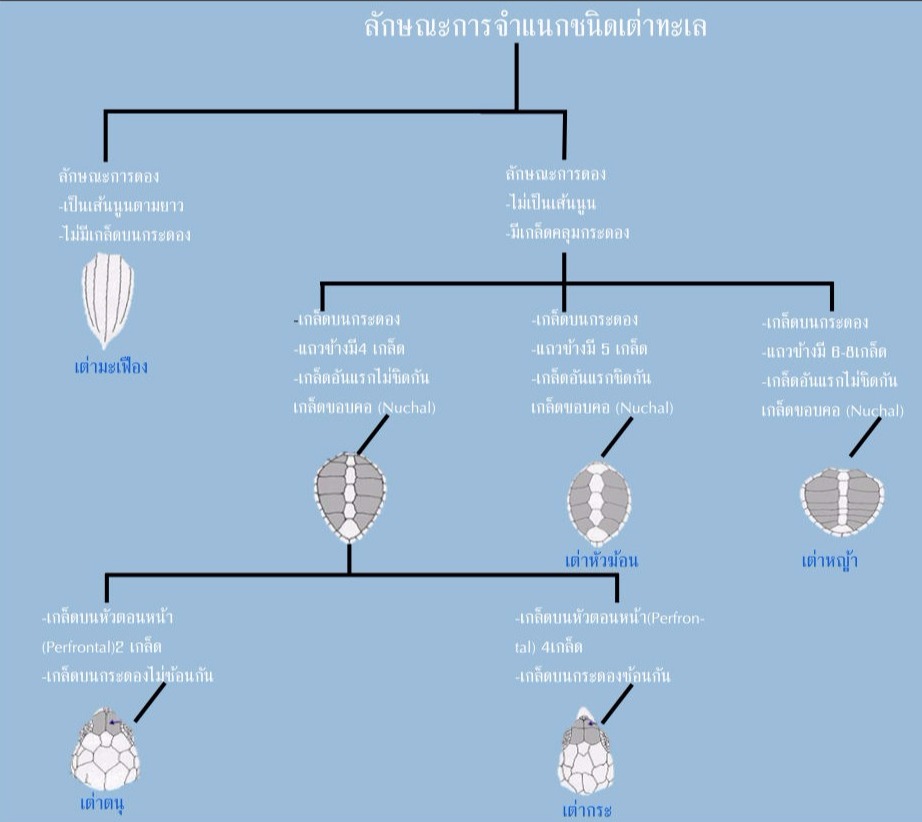 ลักษณะการจำแนกชนิดเต่าทะเล
ลักษณะการดอง
-เป็นเส้นนูนตามยาว
-ไม่มีเกล็ดบนกระดอง
เต่ามะเฟือง
ลักษณะการดอง
-ไม่เป็นเส้นนูน
-มีเกล็ดคลุมกระดอง
-เกล็ดบนกระดอง
-แถวข้างมี4 เกล็ด
-เกล็ดอันแรกไม่ชิดกัน
เกล็ดขอบคอ (Nuchal)
-เกล็ดบนกระดอง
-แถวข้างมี 5 เกล็ด
-เกล็ดอันแรกชิดกัน
เกล็ดขอบคอ (Nuchal)
เต่าหัวฆ้อน
-เกล็ดบนกระดอง
-แถวข้างมี 6-8เกล็ด
-เกล็ดอันแรกไม่ชิดกัน
เกล็ดขอบคอ (Nuchal)
เต่าหญ้า
-เกล็ดบนหัวตอนหน้า
(Perfrontal)2 เกล็ด
-เกล็ดบนกระดองไม่ซ้อนกัน
เต่าตนุ
-เกล็ดบนหัวตอนหน้า(Perfron-
tal) 4เกล็ด
-เกล็ดบนกระดองซ้อนกัน
เต่ากระ